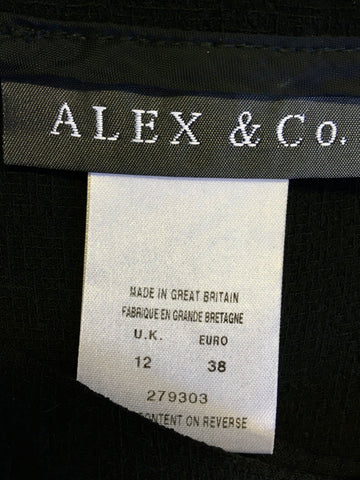 ALEX & Co.
MADE IN GREAT BRITAIN
FABRIQUE EN GRANDE BRETAGNE
U.K. EURO
12 38
279303
CONTENT ON REVERSE